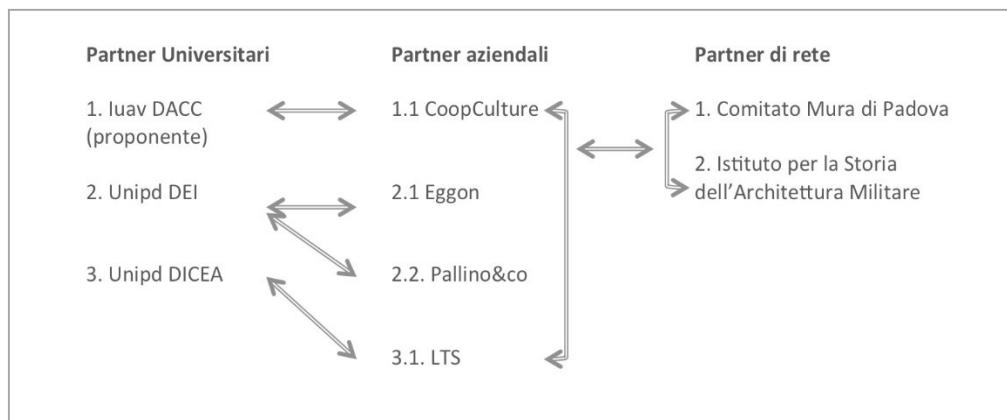 Partner Universitari
Partner aziendali
Partner di rete
1. Iuav DACC
(proponente)
1.1 CoopCulture
1. Comitato Mura di Padova
2. Unipd DEI
2.1 Eggon
2. Istituto per la Storia
dell’Architettura Militare
3. Unipd DICEA
2.2. Pallino&co
3.1. LTS